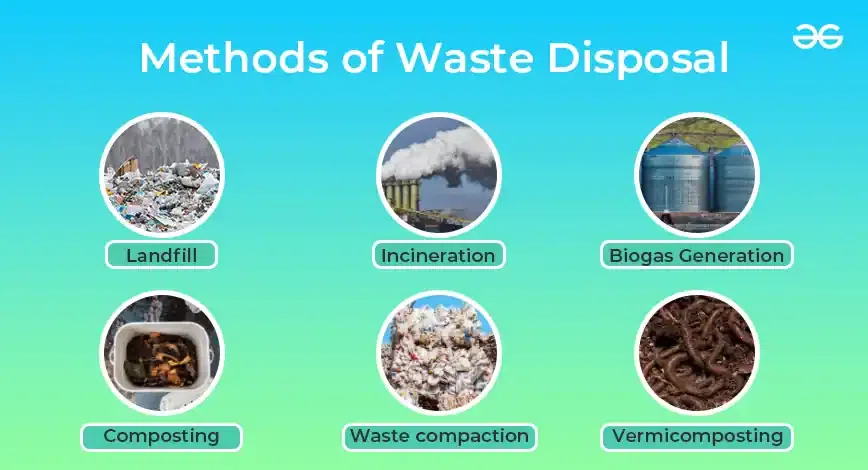 Methods of Waste Disposal
Landfill
Incineration
Biogas Generation
Composting
Waste compaction
Vermicomposting